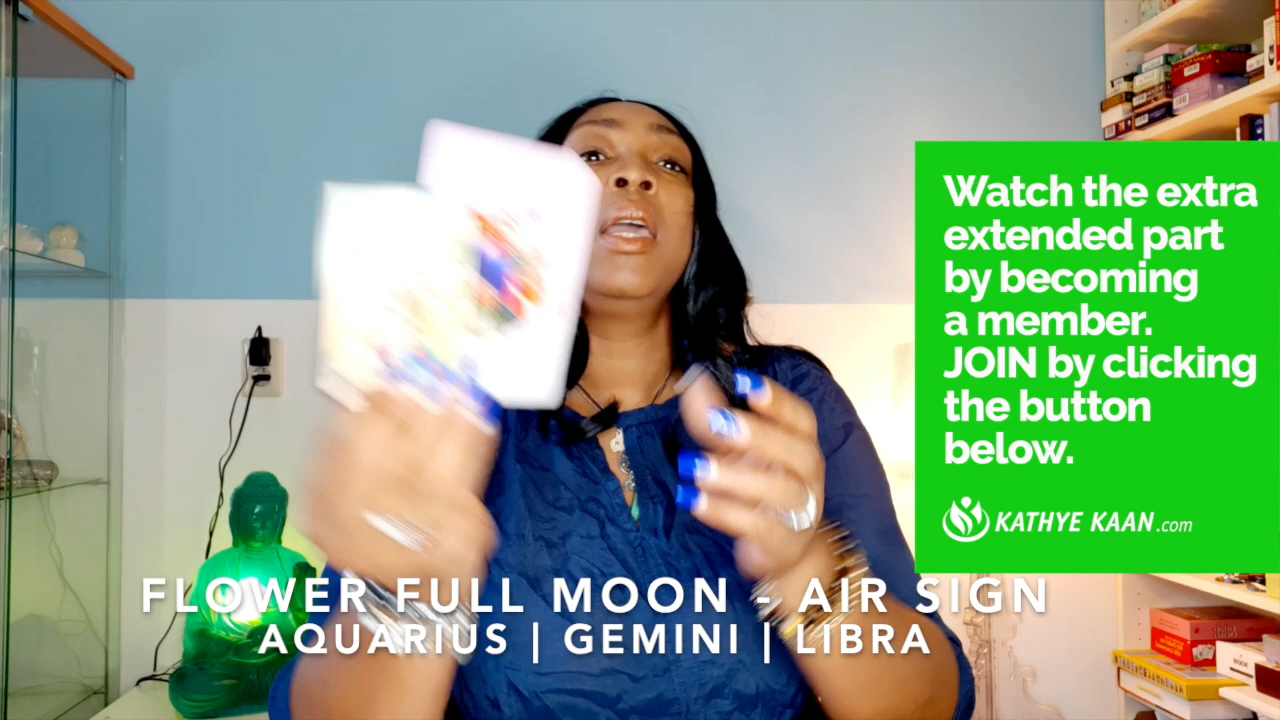 Watch the extra
extended part
by becoming
a member.
JOIN by clicking
the button
below.
KATHYE KAAN.com
FLOWER FULL MOON - AIR SIGN
AQUARIUS | GEMINI | LIBRA